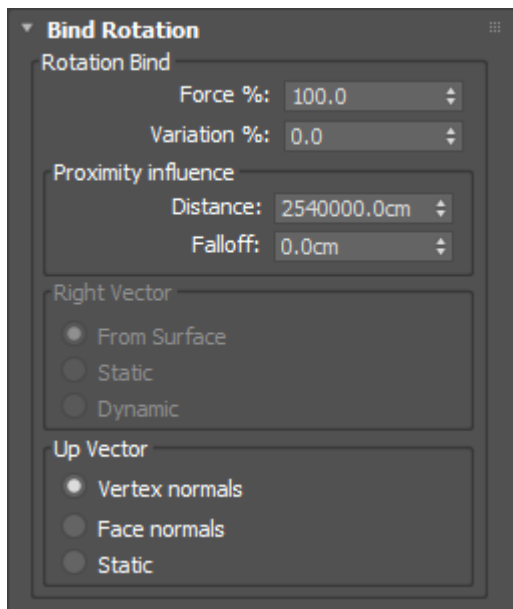 Bind Rotation
Rotation Bind
Force %: 100.0
Variation %: 0.0
Proximity influence
Distance: 2540000.0cm
Falloff: 0.0cm
Right Vector
From Surface
Static
Dynamic
Up Vector
Vertex normals
Face normals
Static